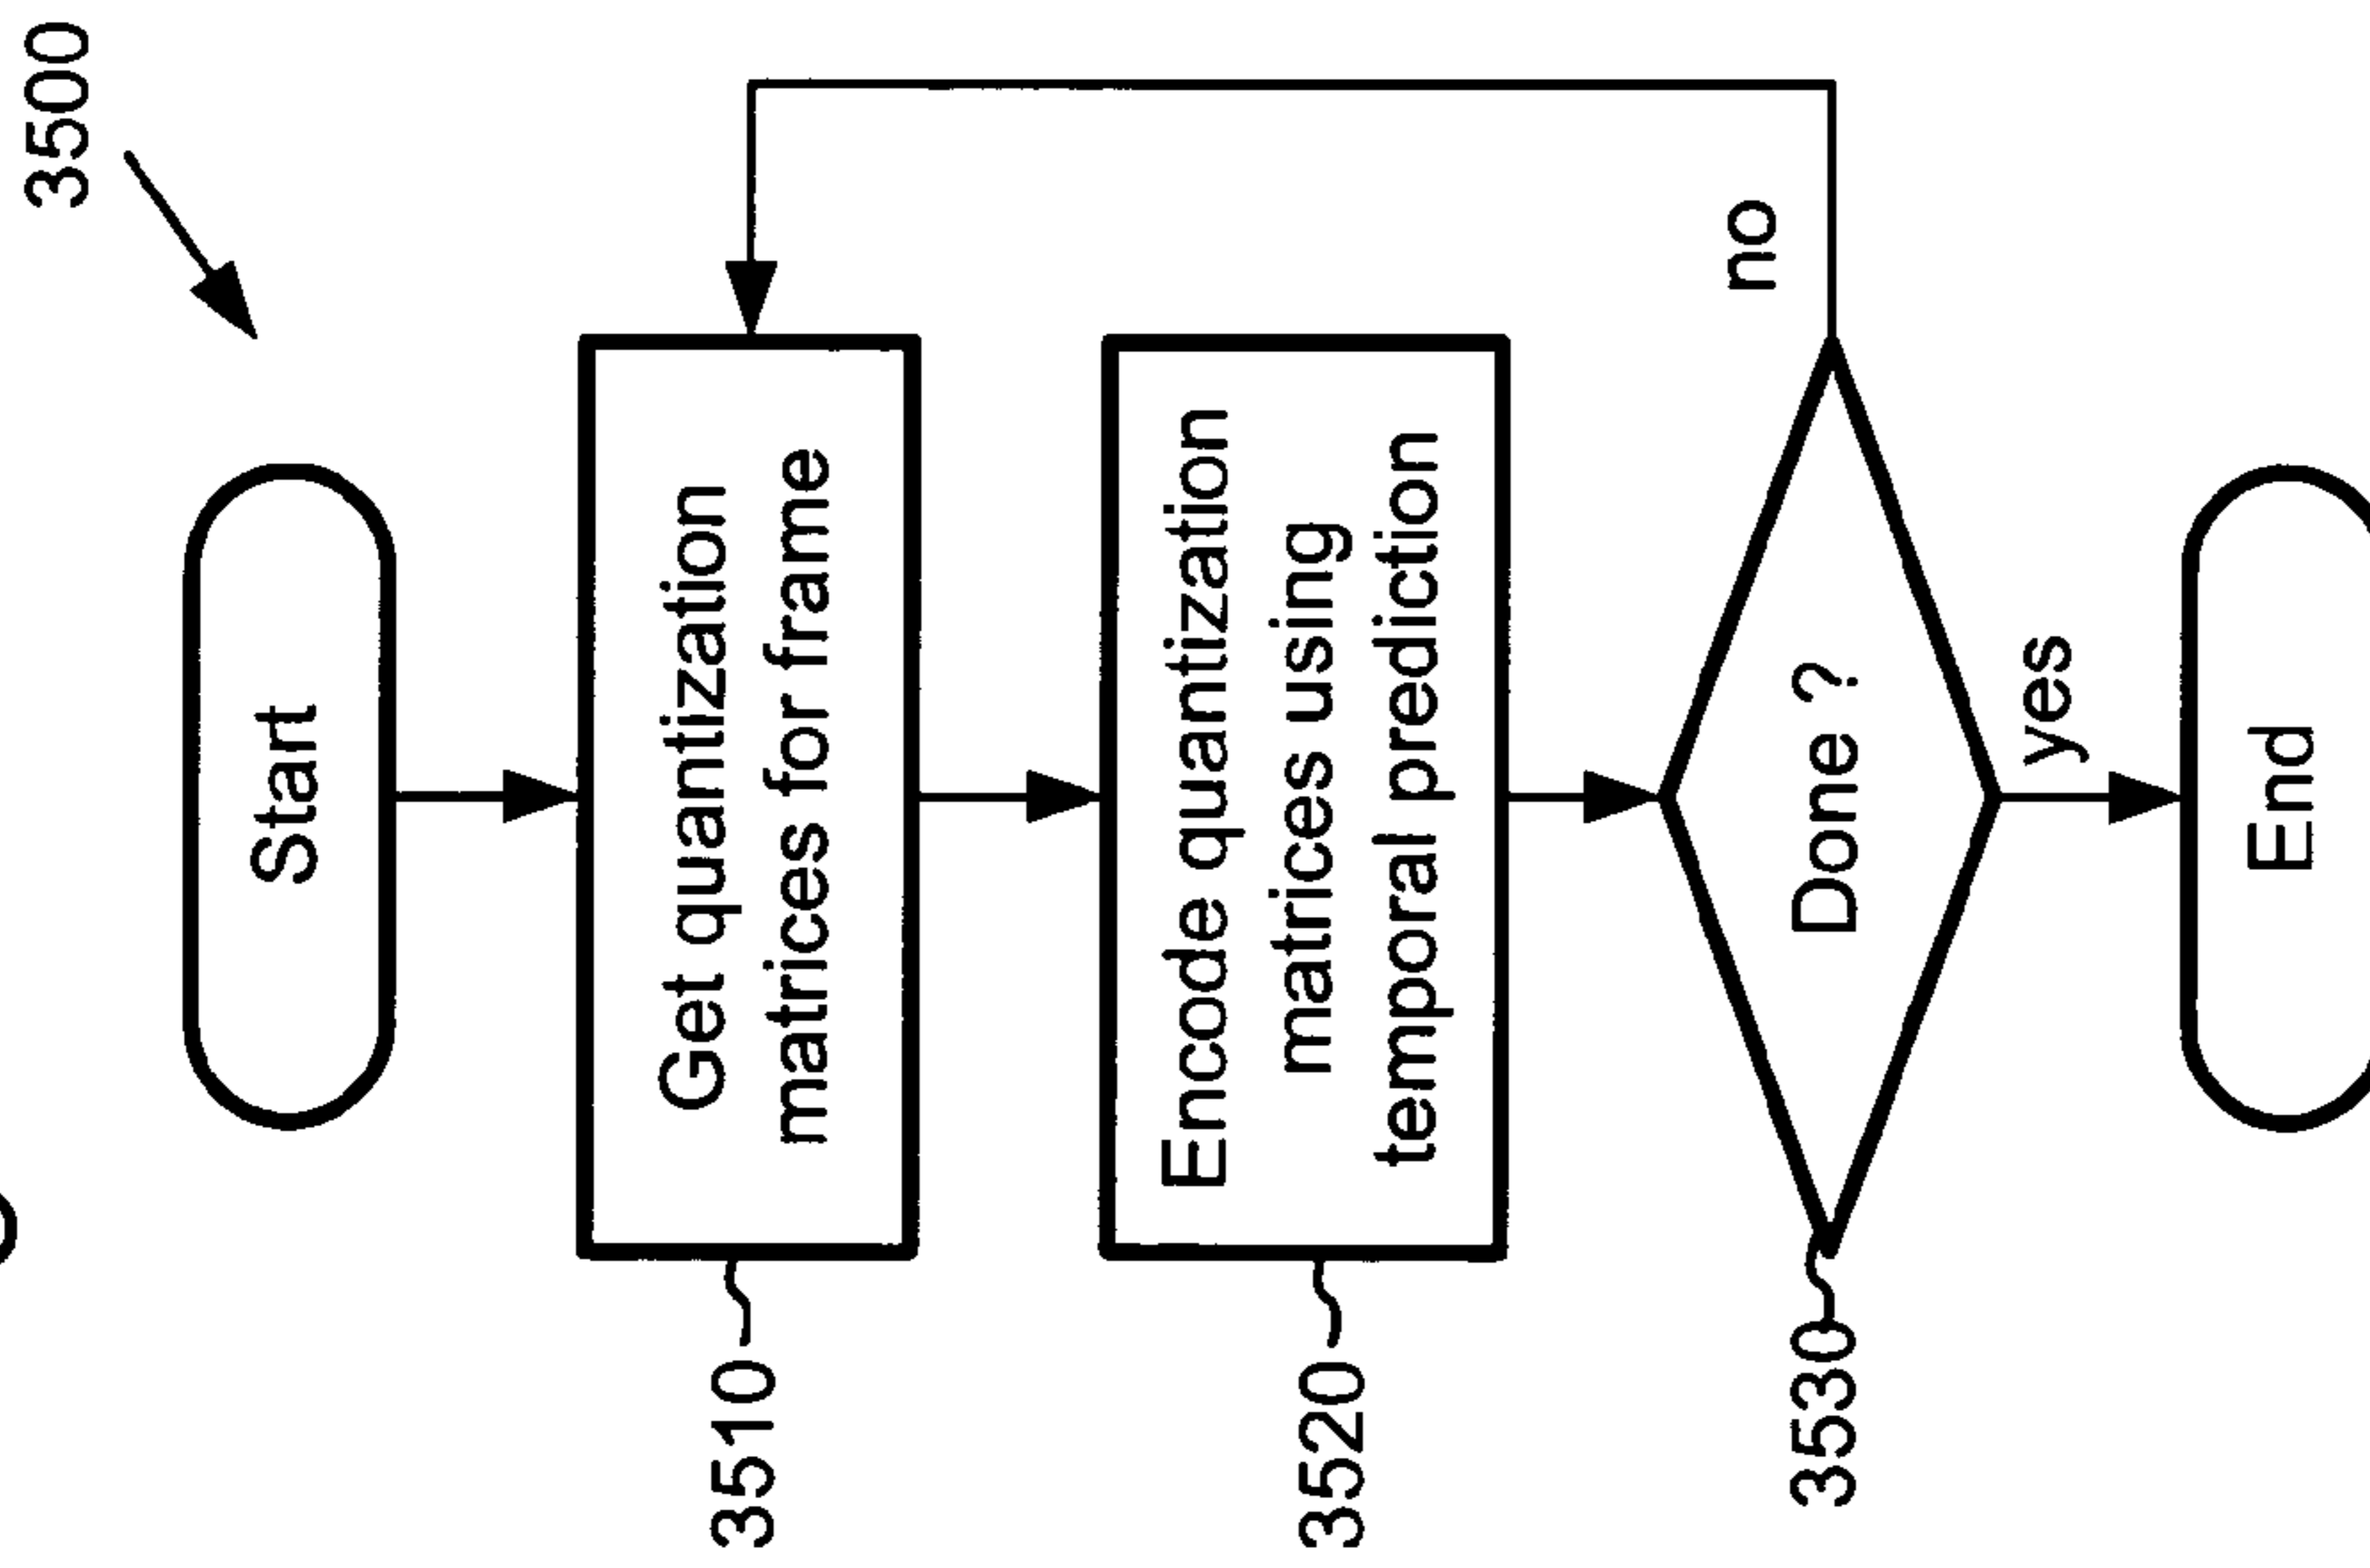 3500
Start
3510
Get quantization
matrices for frame
3520
Encode quantization
matrices using
temporal prediction
3530
Done ?
no
yes
End